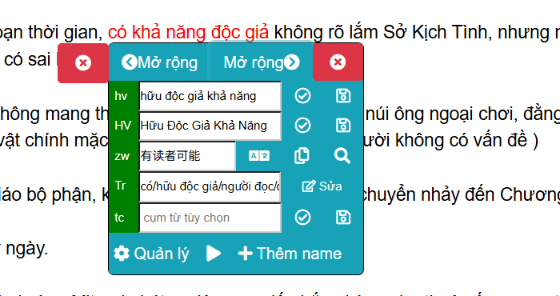 oạn thời gian, có khả năng độc giả không rõ lắm Sở Kịch Tình, nhưng
có sai
Mở rộng Mở rộng
hv hữu độc giả khả năng
hông mang th núi ông ngoại chơi, đằng
HV Hữu Độc Giả Khả Năng
vật chính mặc ười không có vấn đề )
zw 有读者可能
Tr có/hữu độc giả/người đọc/ Sửa
áo bộ phận, chuyển nhảy đến Chương
tc cụm từ tùy chọn
ngày.
Quản lý Thêm name